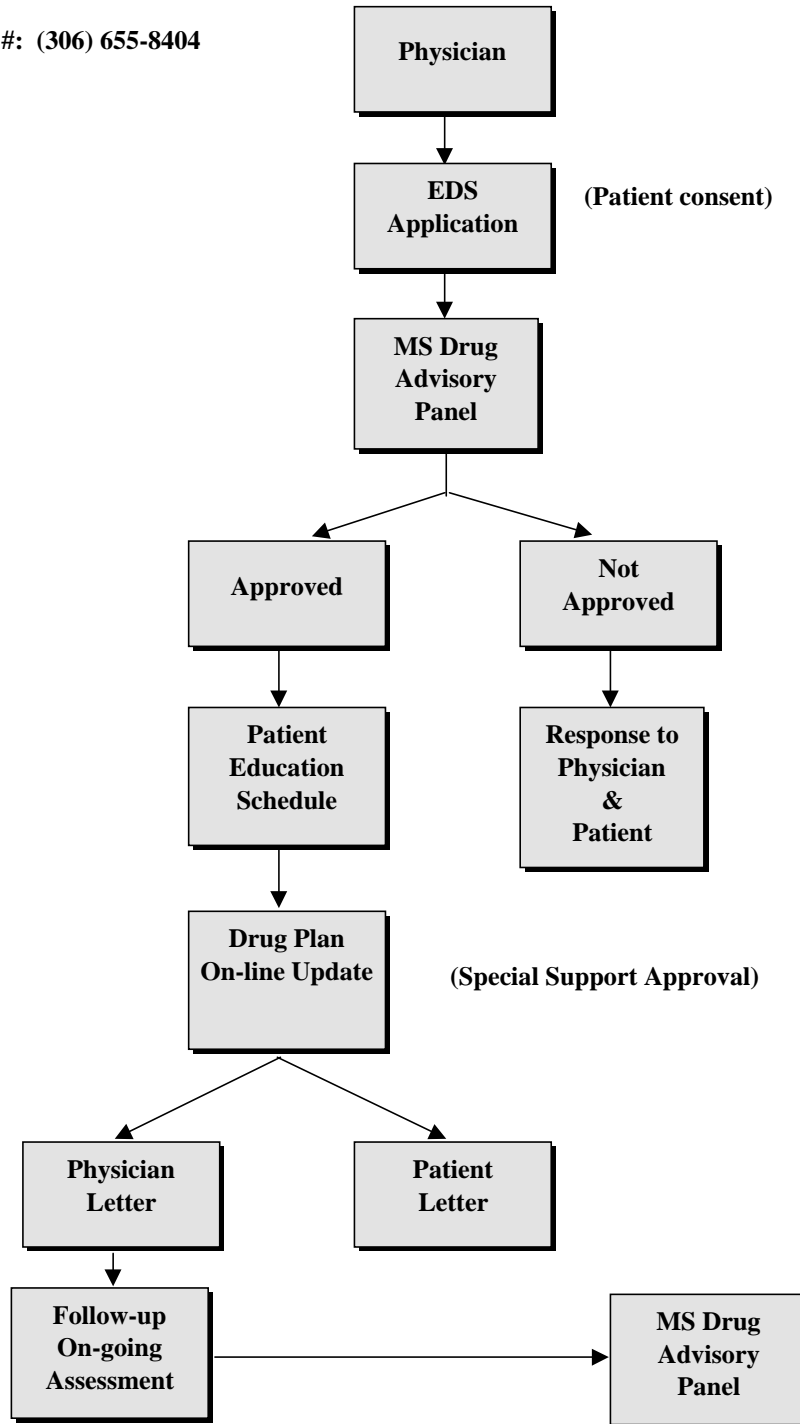 #: (306) 655-8404
Physician
EDS
Application
(Patient consent)
MS Drug
Advisory
Panel
Approved
Not
Approved
Patient
Education
Schedule
Response to
Physician
&
Patient
Drug Plan
On-line Update
(Special Support Approval)
Physician
Letter
Patient
Letter
Follow-up
On-going
Assessment
MS Drug
Advisory
Panel